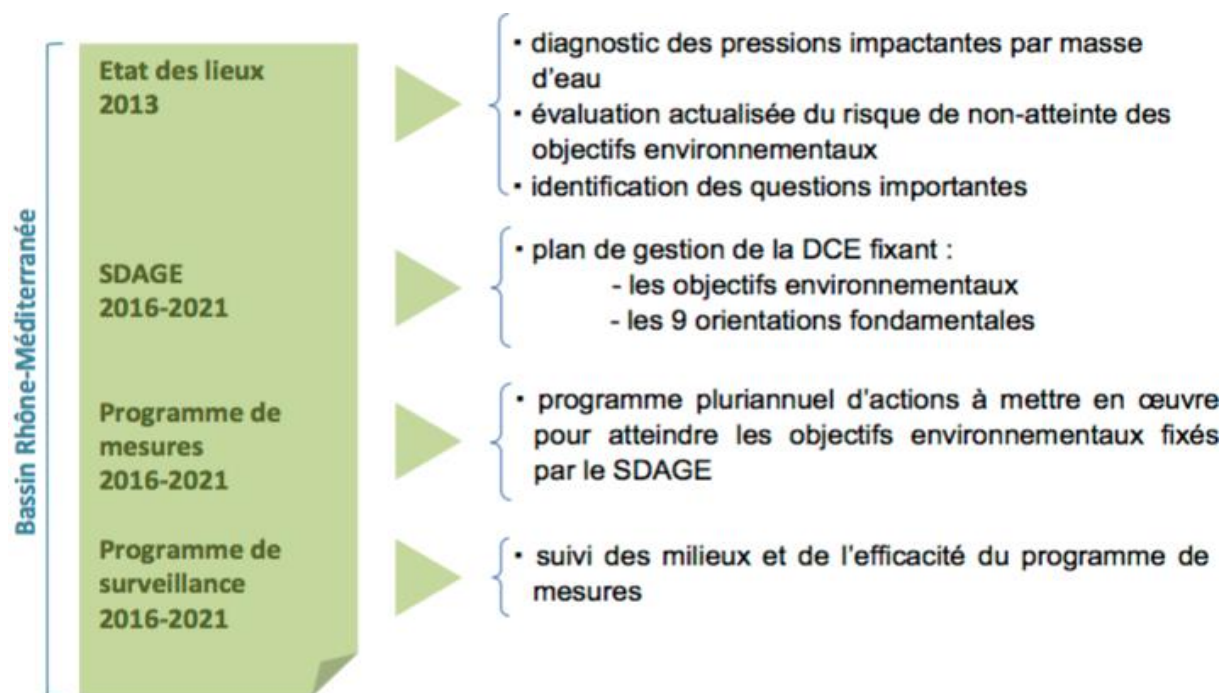 Bassin Rhône-Méditerranée
Etat des lieux
2013
· diagnostic des pressions impactantes par masse
d'eau
· évaluation actualisée du risque de non-atteinte des
objectifs environnementaux
· identification des questions importantes
SDAGE
2016-2021
· plan de gestion de la DCE fixant :
- les objectifs environnementaux
- les 9 orientations fondamentales
Programme de
mesures
2016-2021
· programme pluriannuel d'actions à mettre en œuvre
pour atteindre les objectifs environnementaux fixés
par le SDAGE
Programme de
surveillance
2016-2021
· suivi des milieux et de l'efficacité du programme de
mesures